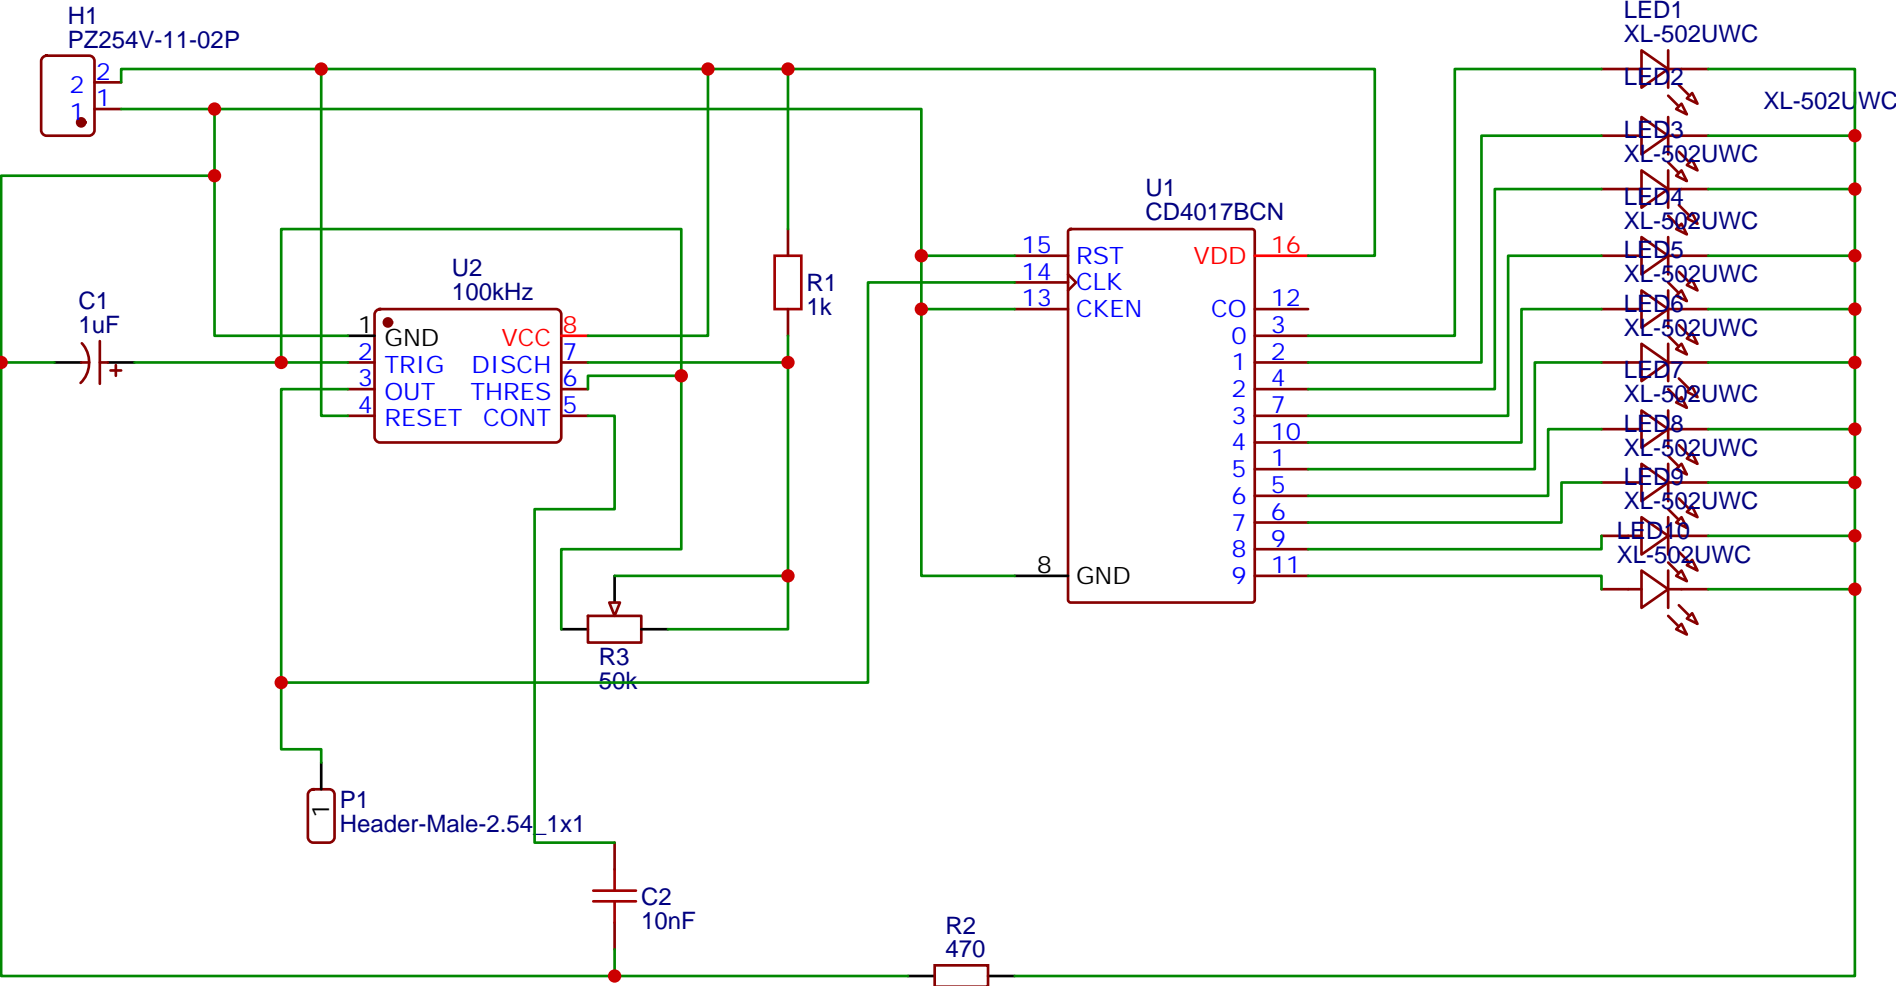 H1
PZ254V-11-02P
2
2
1
1
C1
1uF
U2
100kHz
1
GND
2
TRIG
3
OUT
4
RESET
VCC
8
DISCH
7
THRES
6
CONT
5
R1
1k
R3
50k
P1
Header-Male-2.54_1x1
1
C2
10nF
R2
470
U1
CD4017BCN
15
RST
14
CLK
13
CKEN
8
GND
VDD
16
CO
12
0
3
1
2
2
4
3
7
4
10
5
1
6
5
7
6
8
9
9
11
LED1
XL-502UWC
LED2
XL-502UWC
LED3
XL-502UWC
LED4
XL-502UWC
LED5
XL-502UWC
LED6
XL-502UWC
LED7
XL-502UWC
LED8
XL-502UWC
LED9
XL-502UWC
LED10
XL-502UWC